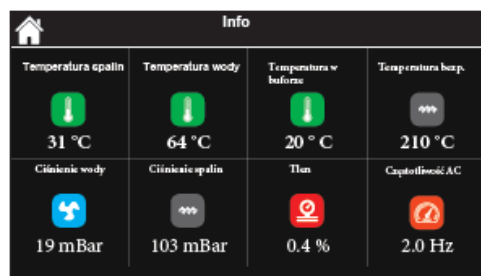 Info
Temperatura spalin
Temperatura wody
Temperatura w
buforze
Temperatura bezp.
31 °C
64 °C
20 ° C
210 °C
Ciśnienie wody
Ciśnienie spalin
Tlen
Częstotliwość AC
19 mBar
103 mBar
0.4 %
2.0 Hz